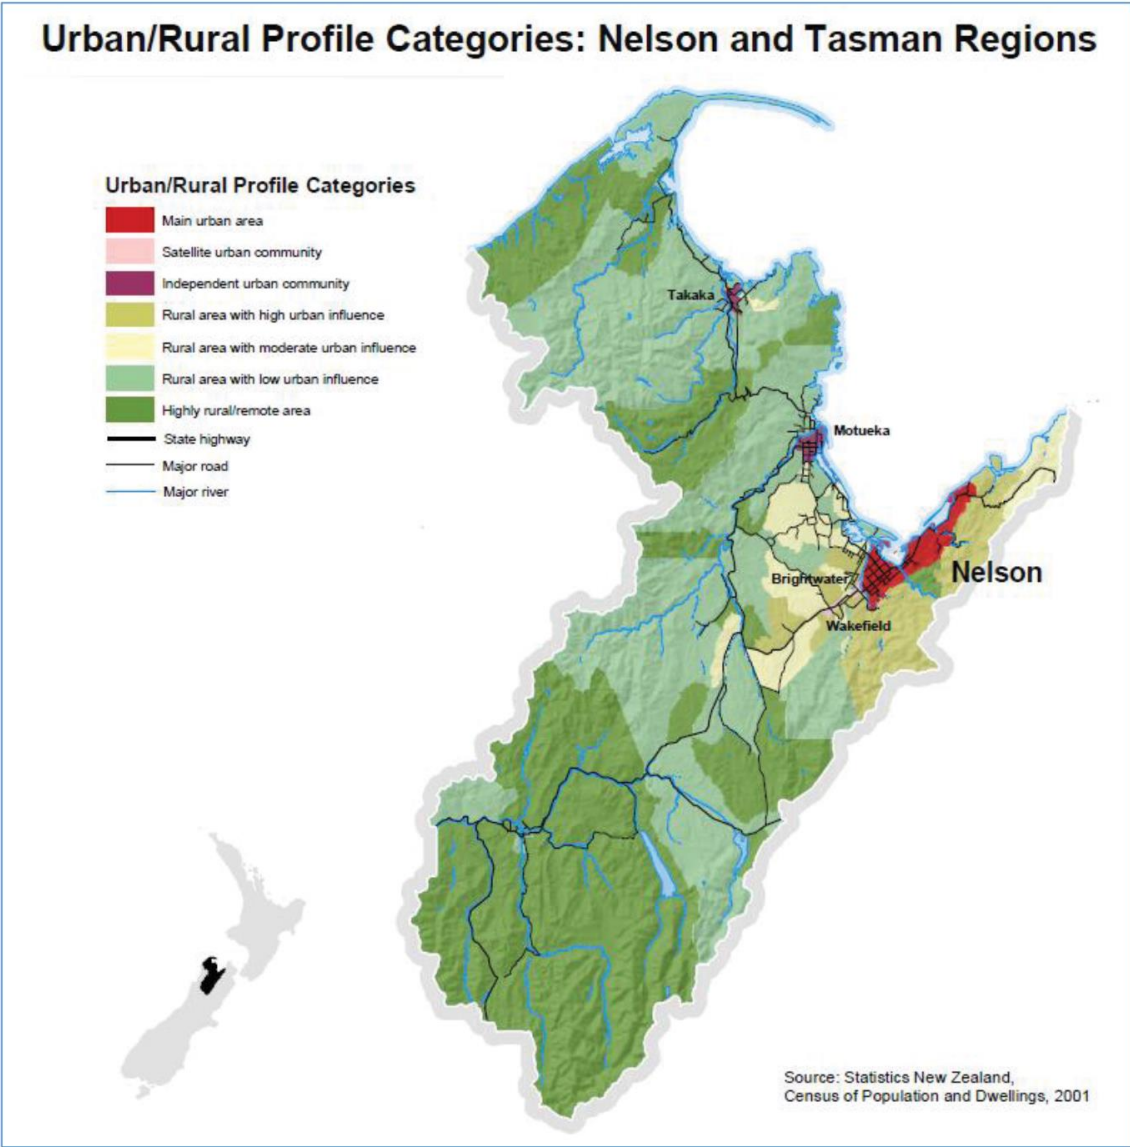 Urban/Rural Profile Categories: Nelson and Tasman Regions
Urban/Rural Profile Categories
Main urban area
Satellite urban community
Independent urban community
Rural area with high urban influence
Rural area with moderate urban influence
Rural area with low urban influence
Highly rural/remote area
State highway
Major road
Major river
Takaka
Motueka
Nelson
Brightwater
Wakefield
Source: Statistics New Zealand,
Census of Population and Dwellings, 2001